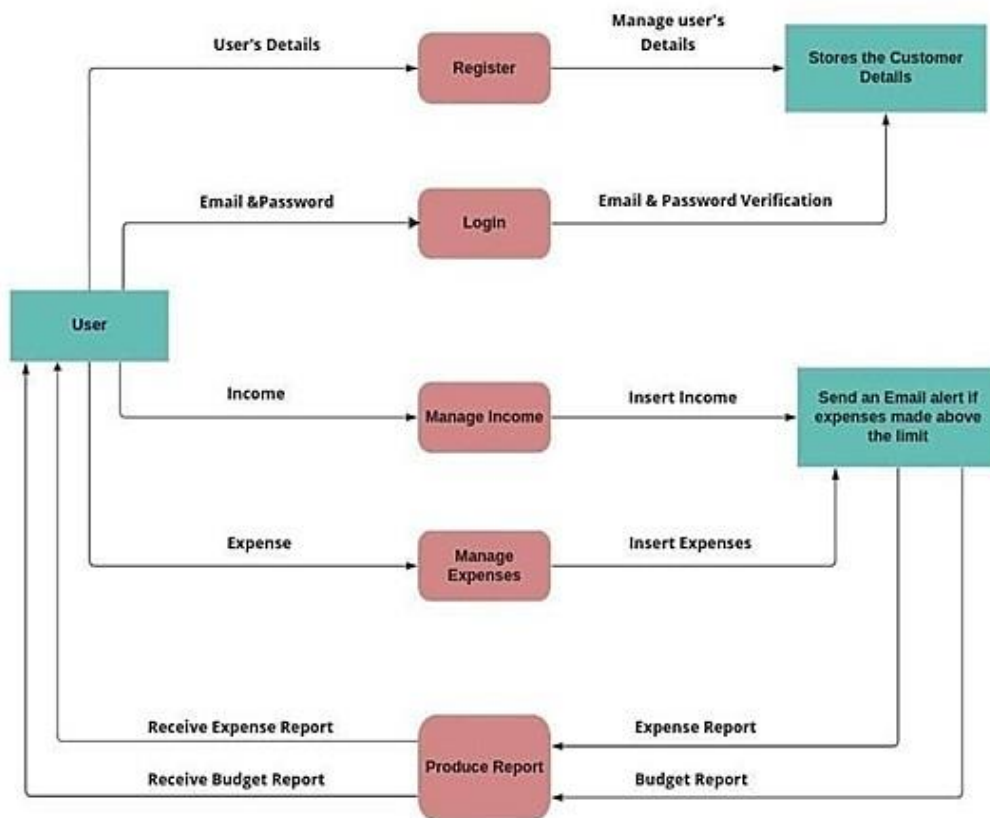 User's Details
Manage user's
Details
Register
Stores the Customer
Details
Email &Password
Login
Email & Password Verification
User
Income
Manage Income
Insert Income
Send an Email alert if
expenses made above
the limit
Expense
Manage
Expenses
Insert Expenses
Receive Expense Report
Expense Report
Produce Report
Receive Budget Report
Budget Report